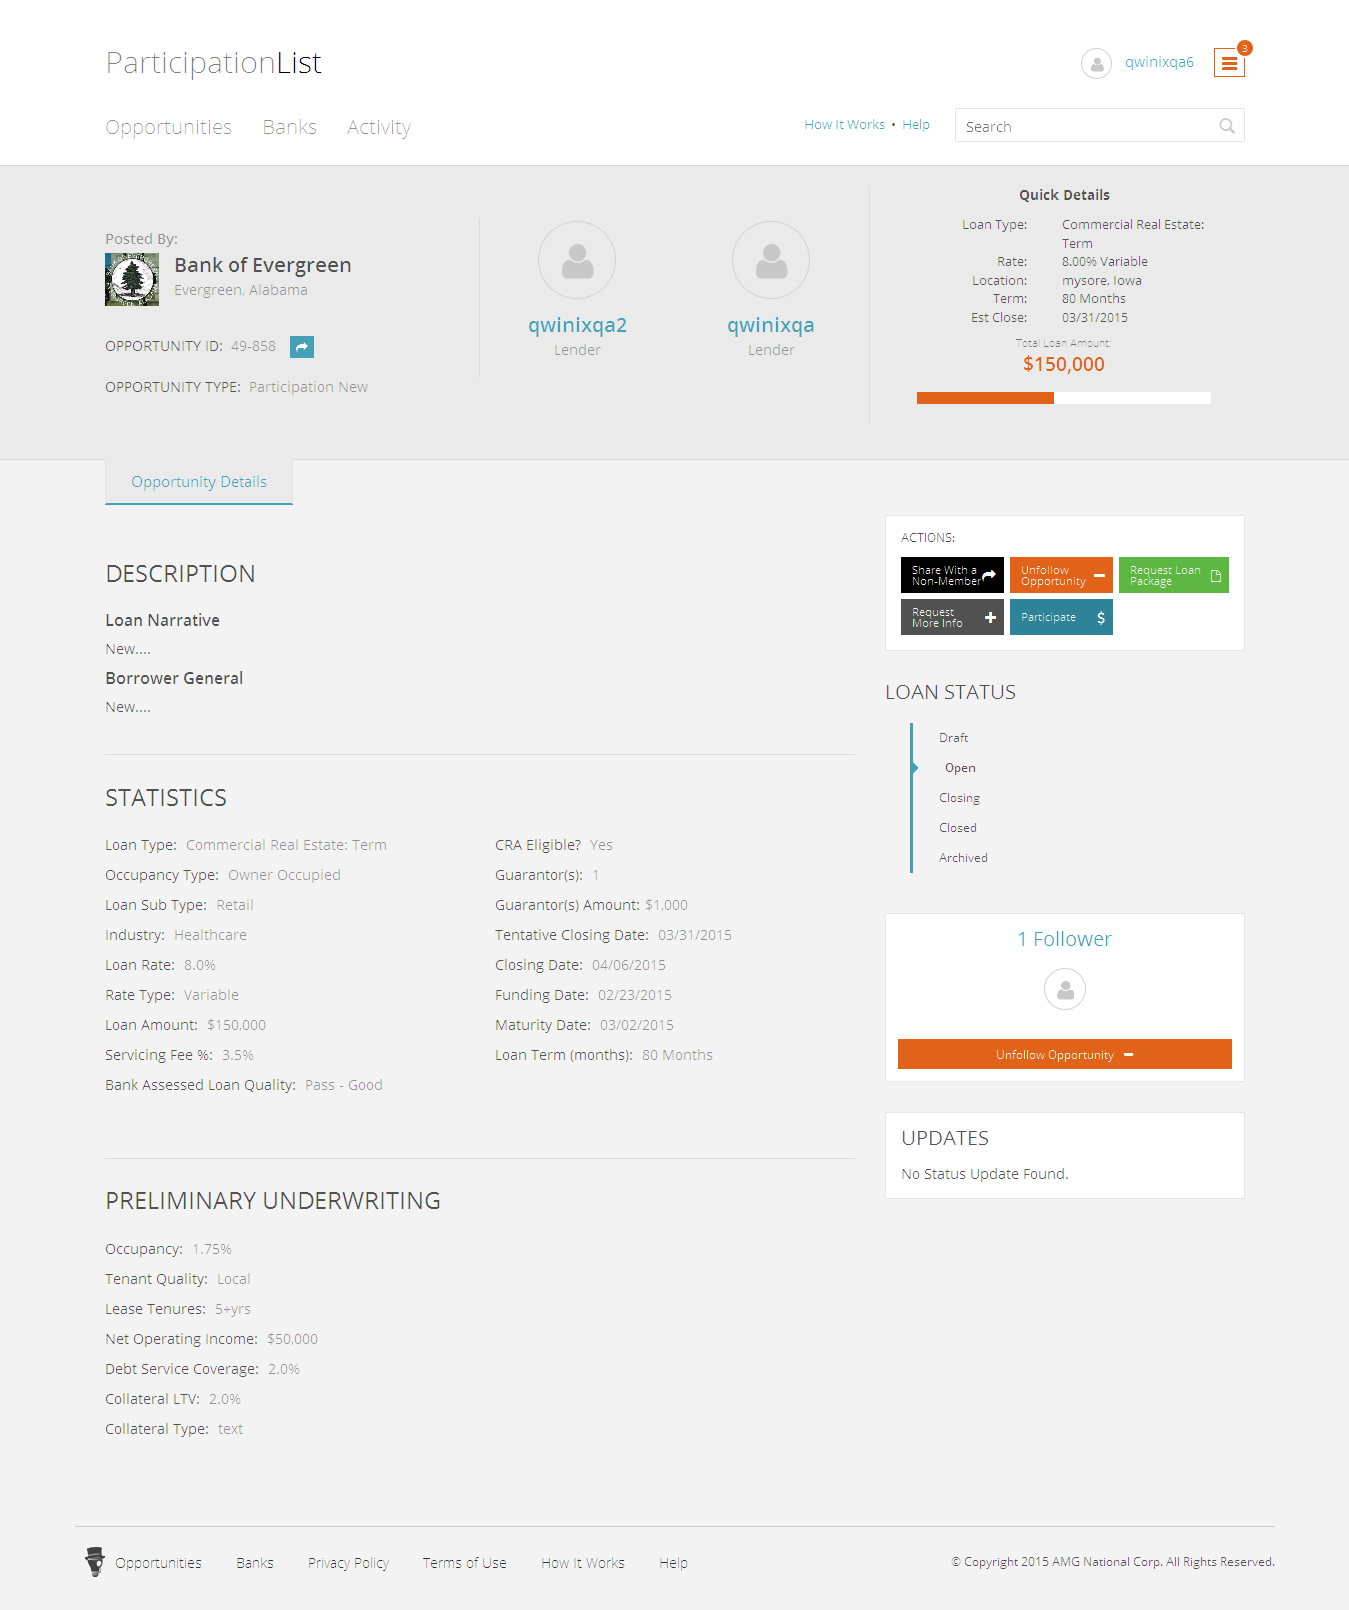 ParticipationList
qwinixqa6
3
Opportunities Banks Activity
How It Works • Help
Search
Posted By:
Bank of Evergreen
Evergreen, Alabama
OPPORTUNITY ID: 49-858
OPPORTUNITY TYPE: Participation New
qwinixqa2
Lender
qwinixqa
Lender
Quick Details
Loan Type: Commercial Real Estate:
Term
Rate: 8.00% Variable
Location: mysore, Iowa
Term: 80 Months
Est Close: 03/31/2015
Total Loan Amount:
$150,000
Opportunity Details
DESCRIPTION
Loan Narrative
New....
Borrower General
New....
STATISTICS
Loan Type: Commercial Real Estate: Term
Occupancy Type: Owner Occupied
Loan Sub Type: Retail
Industry: Healthcare
Loan Rate: 8.0%
Rate Type: Variable
Loan Amount: $150,000
Servicing Fee %: 3.5%
Bank Assessed Loan Quality: Pass - Good
CRA Eligible? Yes
Guarantor(s): 1
Guarantor(s) Amount: $1,000
Tentative Closing Date: 03/31/2015
Closing Date: 04/06/2015
Funding Date: 02/23/2015
Maturity Date: 03/02/2015
Loan Term (months): 80 Months
PRELIMINARY UNDERWRITING
Occupancy: 1.75%
Tenant Quality: Local
Lease Tenures: 5+yrs
Net Operating Income: $50,000
Debt Service Coverage: 2.0%
Collateral LTV: 2.0%
Collateral Type: text
ACTIONS:
Share With a
Non-Member
Unfollow
Opportunity
Request Loan
Package
Request
More Info
Participate $
LOAN STATUS
Draft
Open
Closing
Closed
Archived
1 Follower
Unfollow Opportunity
UPDATES
No Status Update Found.
Opportunities Banks Privacy Policy Terms of Use How It Works Help
© Copyright 2015 AMG National Corp. All Rights Reserved.